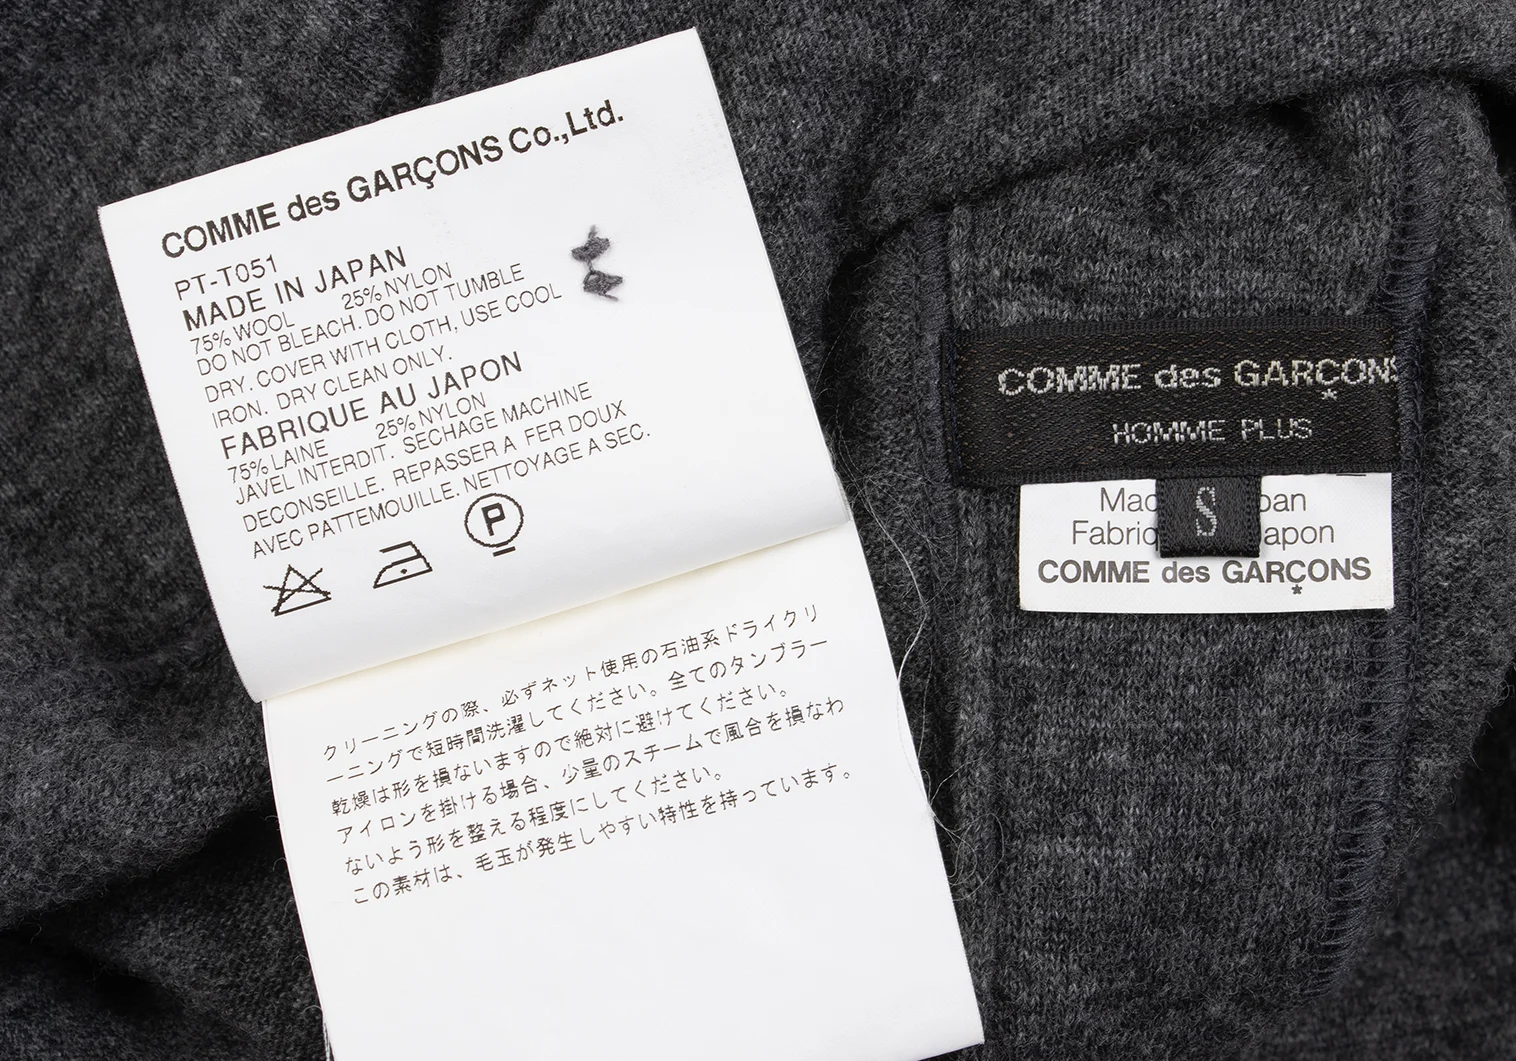 COMME des GARÇONS Co.,Ltd.
PT-T051
MADE IN JAPAN
75% WOOL 25% NYLON
DO NOT BLEACH. DO NOT TUMBLE
DRY. COVER WITH CLOTH, USE COOL
IRON. DRY CLEAN ONLY.
FABRIQUE AU JAPON
75% LAINE 25% NYLON
JAVEL INTERDIT. SECHAGE MACHINE
DECONSEILLE. REPASSER A FER DOUX
AVEC PATTEMOUILLE. NETTOYAGE A SEC.
P
クリーニングの際、必ずネット使用の石油系ドライクリ
ーニングで短時間洗濯してください。全てのタンブラー
乾燥は形を損ないますので絶対に避けてください。
アイロンを掛ける場合、少量のスチームで風合を損なわ
ないよう形を整える程度にしてください。
この素材は、毛玉が発生しやすい特性を持っています。
COMME des GARÇONS
HOMME PLUS
S
COMME des GARÇONS